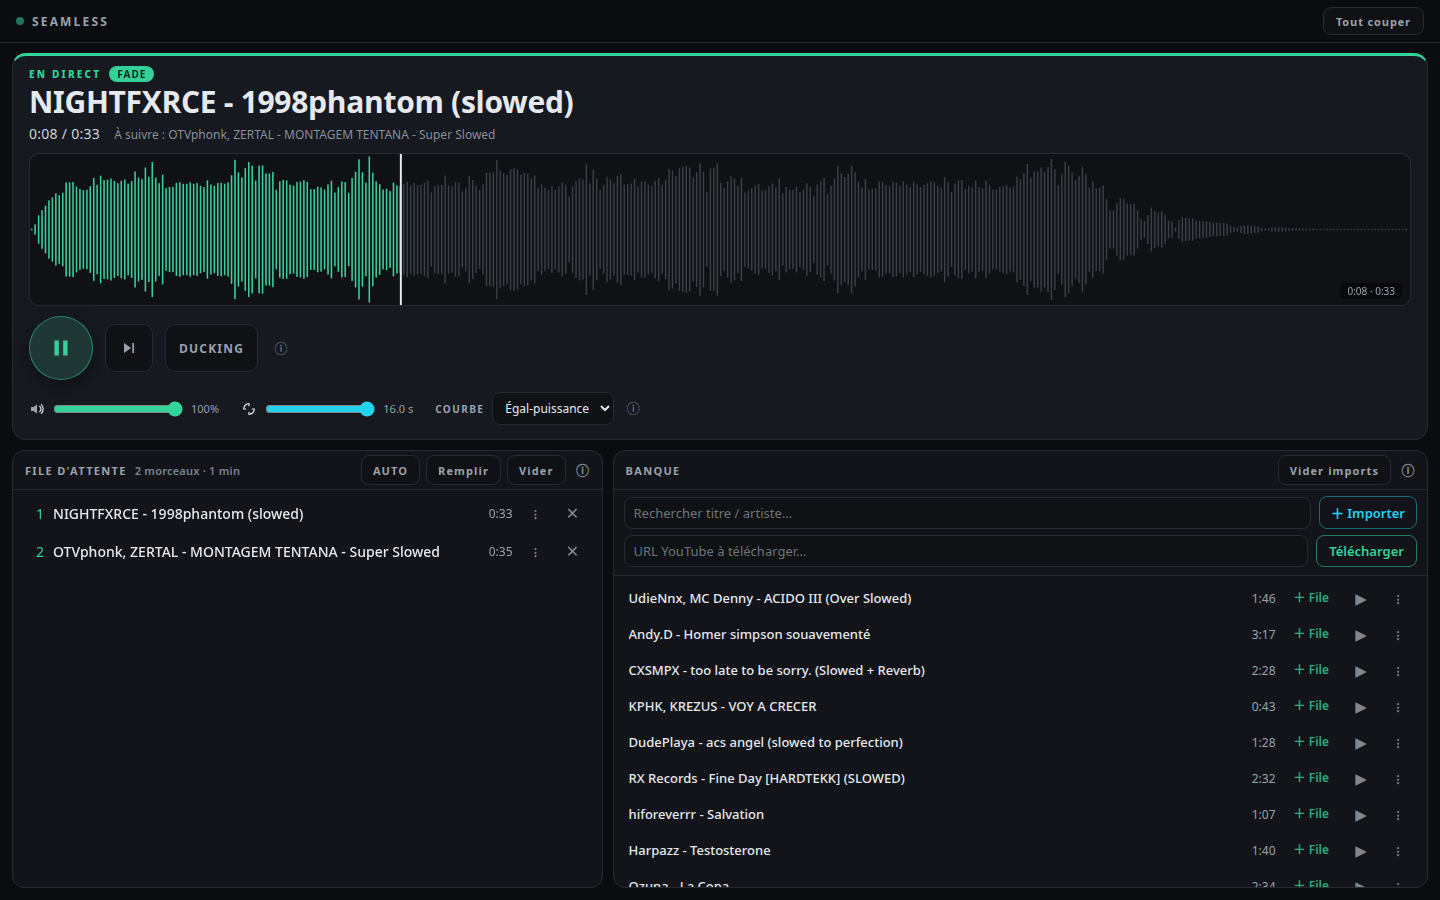 SEAMLESS
Tout couper
EN DIRECT FADE
NIGHTFXRCE - 1998phantom (slowed)
0:08 / 0:33 À suivre : OTVphonk, ZERTAL - MONTAGEM TENTANA - Super Slowed
0:08 · 0:33
DUCKING
100% 16.0 s COURBE Égal-puissance
FILE D'ATTENTE 2 morceaux · 1 min AUTO Remplir Vider
1 NIGHTFXRCE - 1998phantom (slowed) 0:33
2 OTVphonk, ZERTAL - MONTAGEM TENTANA - Super Slowed 0:35
BANQUE Vider imports
Rechercher titre / artiste... + Importer
URL YouTube à télécharger... Télécharger
UdieNnx, MC Denny - ACIDO III (Over Slowed) 1:46 + File
Andy.D - Homer simpson souavementé 3:17 + File
CXSMPX - too late to be sorry. (Slowed + Reverb) 2:28 + File
KPHK, KREZUS - VOY A CRECER 0:43 + File
DudePlaya - acs angel (slowed to perfection) 1:28 + File
RX Records - Fine Day [HARDTEKK] (SLOWED) 2:32 + File
hiforeverrr - Salvation 1:07 + File
Harpazz - Testosterone 1:40 + File
Ozuna - La Copa 2:34 + File